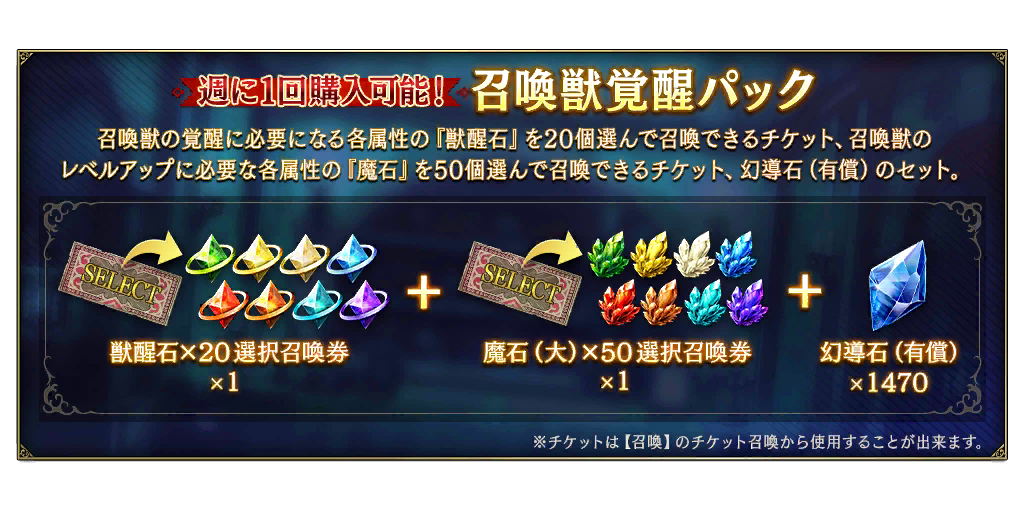 週に1回購入可能! 召喚獣覚醒パック
召喚獣の覚醒に必要になる各属性の『獣醒石』を20個選んで召喚できるチケット、召喚獣の
レベルアップに必要な各属性の『魔石』を50個選んで召喚できるチケット、幻導石(有償)のセット。
SELECT
SELECT
+
+
獣醒石×20選択召喚券
×1
魔石(大)×50選択召喚券
×1
幻導石(有償)
×1470
※チケットは【召喚】のチケット召喚から使用することが出来ます。